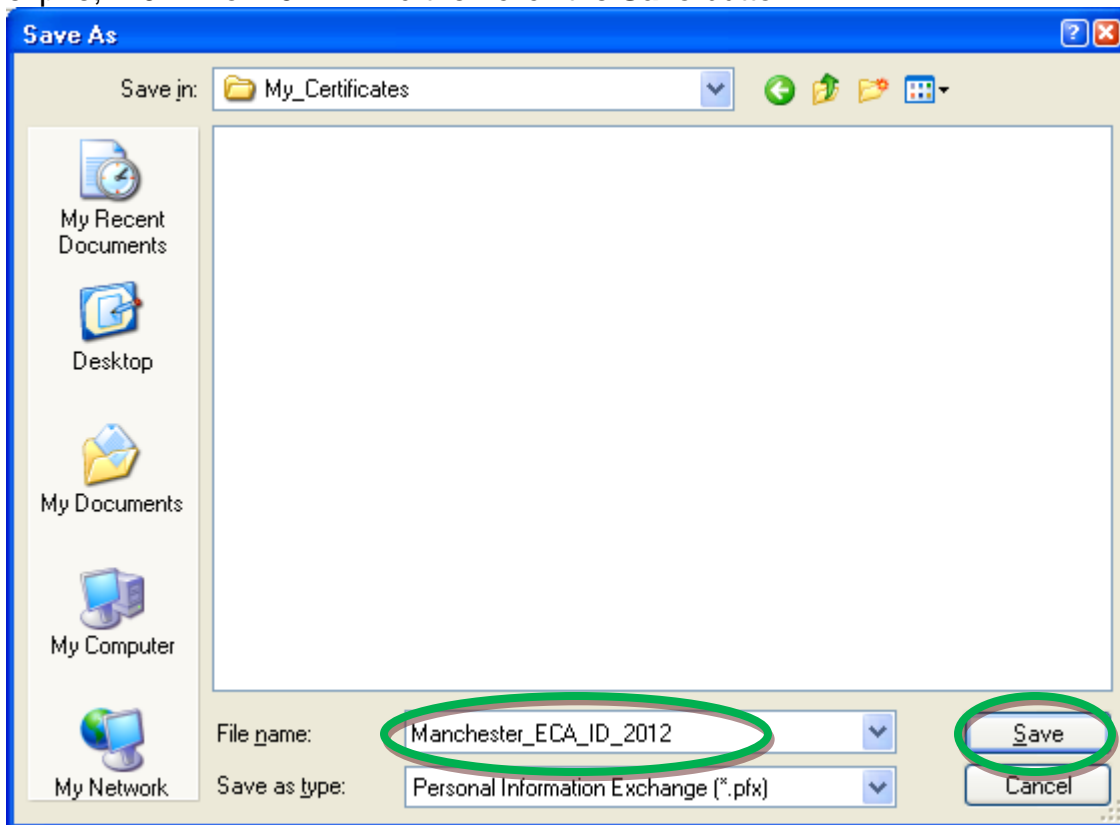 Save As
Save in: My_Certificates
My Recent
Documents
Desktop
My Documents
My Computer
File name: Manchester_ECA_ID_2012 Save
My Network Save as type: Personal Information Exchange (*.pfx) Cancel